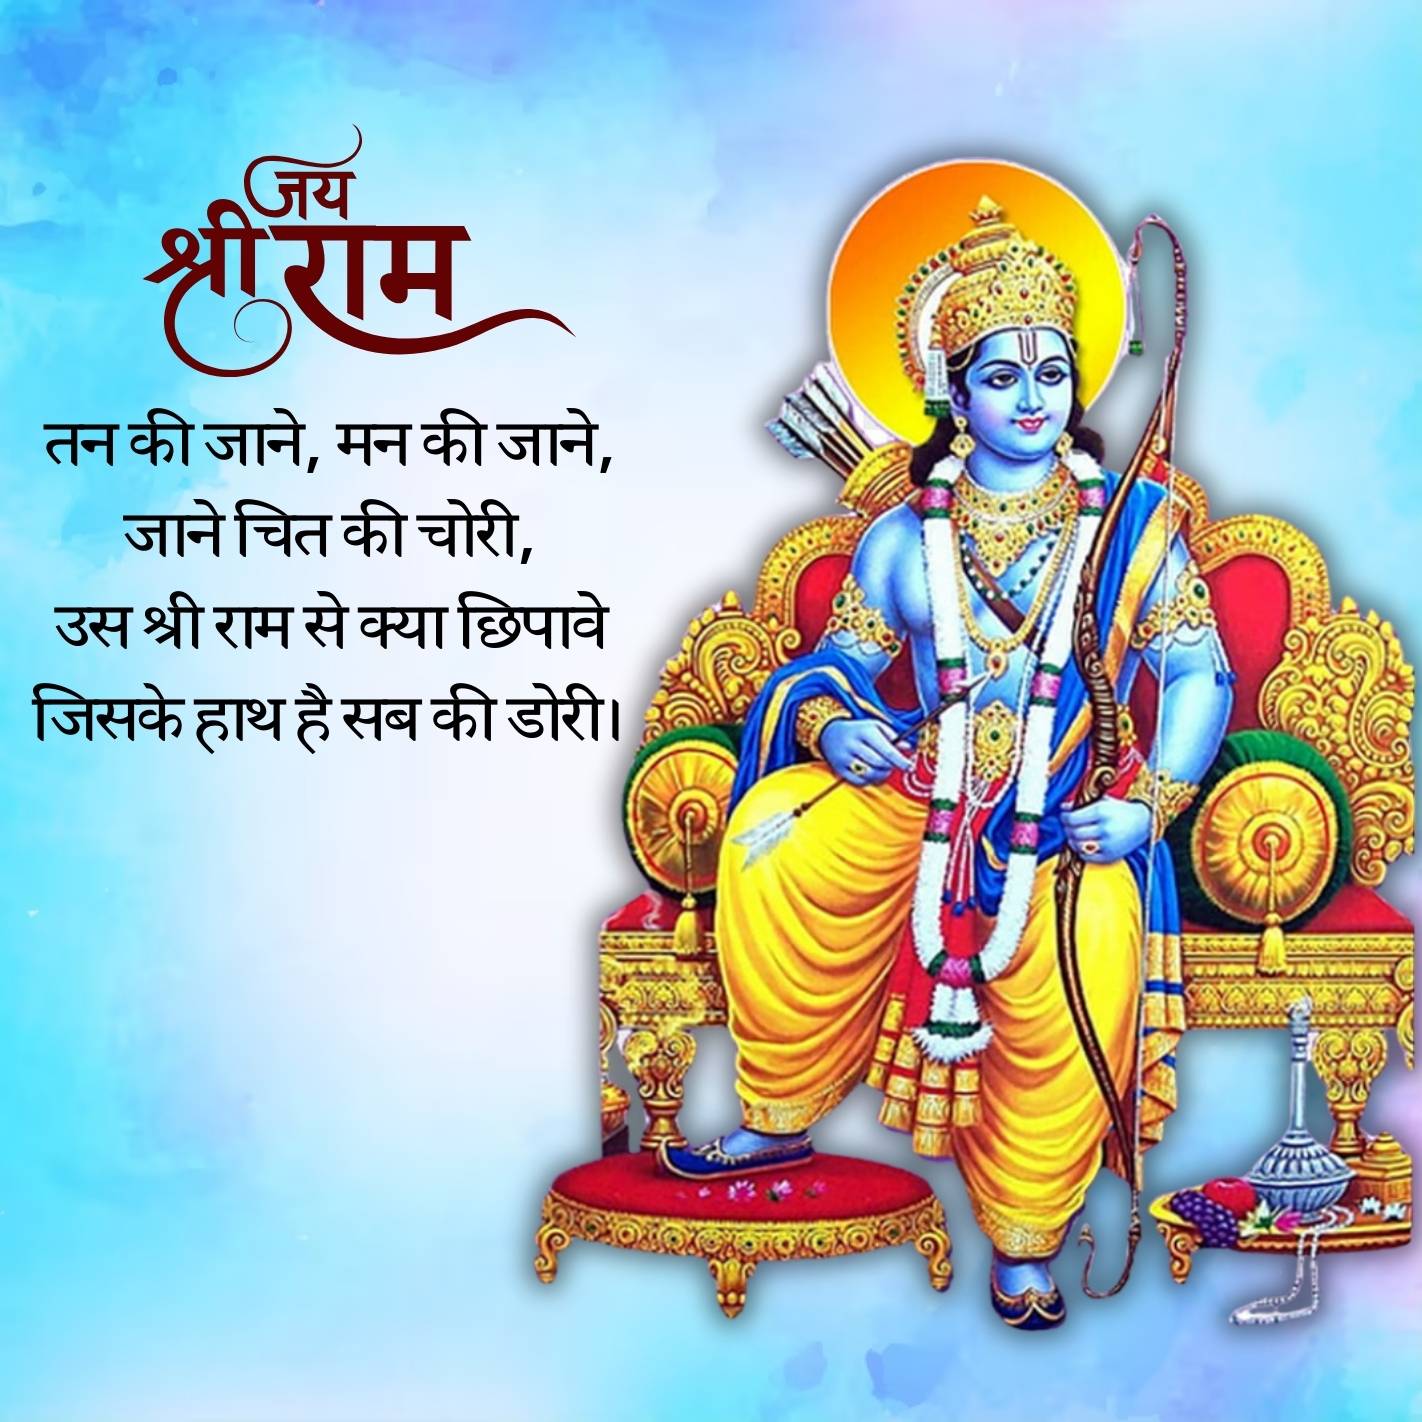 जय
श्री राम
तन की जाने, मन की जाने,
जाने चित की चोरी,
उस श्री राम से क्या छिपावे
जिसके हाथ है सब की डोरी।